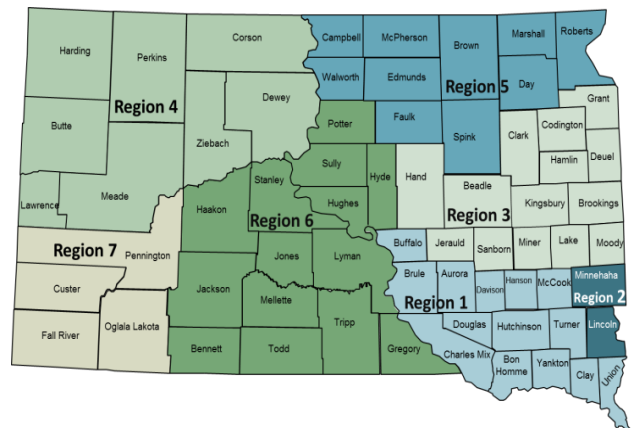 Harding
Perkins
Corson
Campbell
McPherson
Brown
Marshall
Roberts
Walworth
Edmunds
Region 5
Day
Dewey
Region 4
Butte
Ziebach
Potter
Faulk
Spink
Grant
Clark
Codington
Hamlin
Deuel
Sully
Hyde
Hand
Beadle
Stanley
Lawrence
Meade
Haakon
Hughes
Region 6
Region 3
Kingsbury
Brookings
Region 7
Pennington
Jones
Lyman
Buffalo
Jerauld
Sanborn
Miner
Lake
Moody
Custer
Jackson
Mellette
Brule
Aurora
Region 1
Davison
Hanson
McCook
Minnehaha
Region 2
Fall River
Oglala Lakota
Bennett
Todd
Tripp
Gregory
Douglas
Hutchinson
Turner
Lincoln
Charles Mix
Bon
Homme
Yankton
Clay
Union